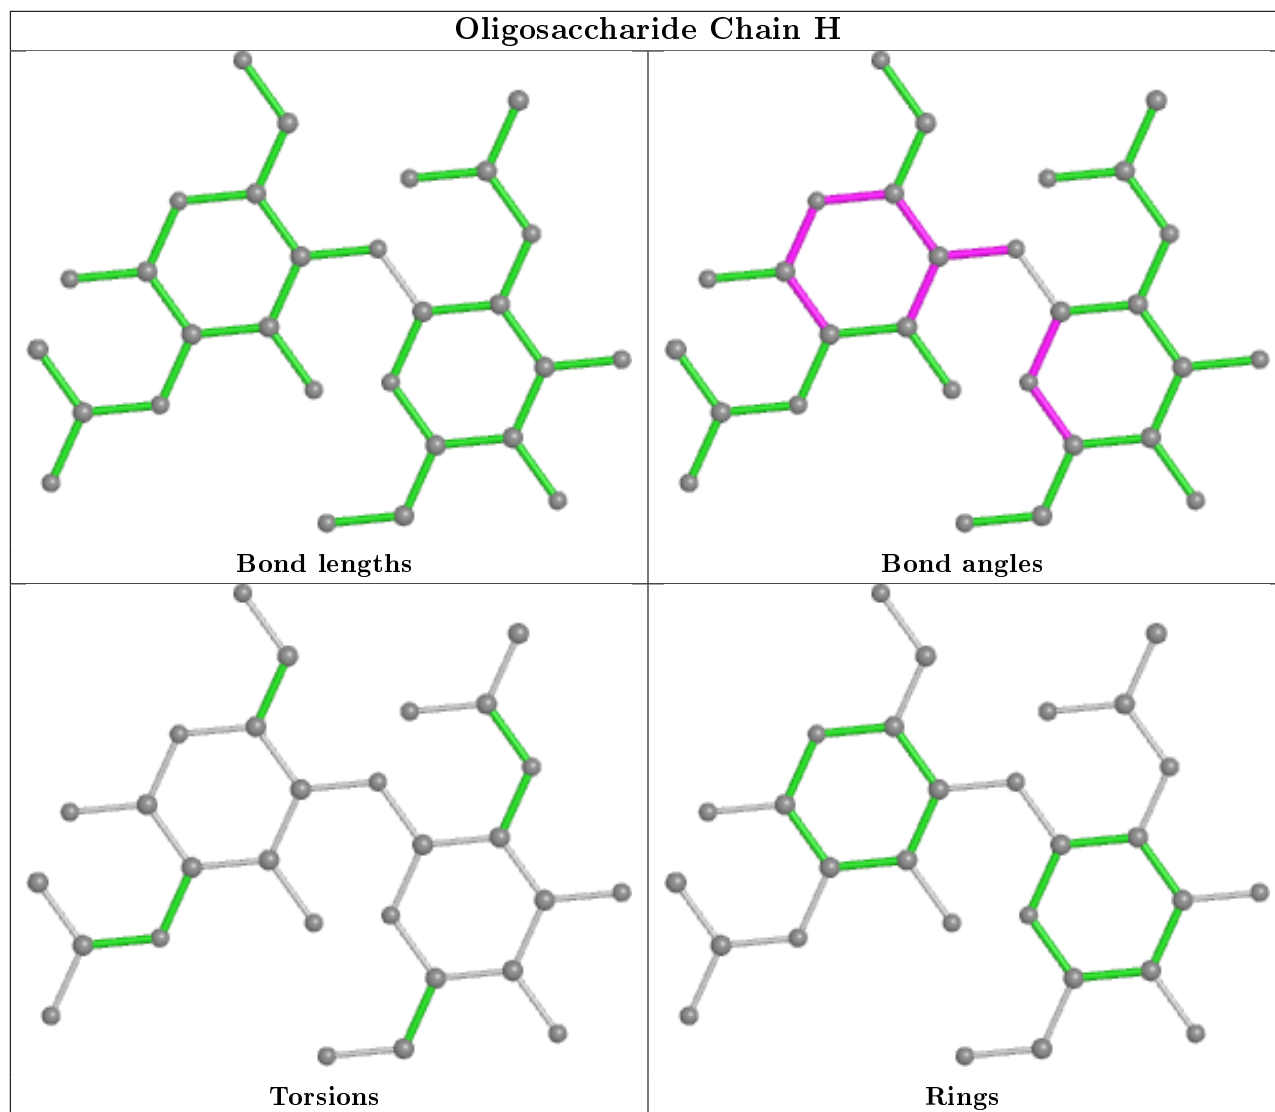 Oligosaccharide Chain H
Bond lengths
Bond angles
Torsions
Rings